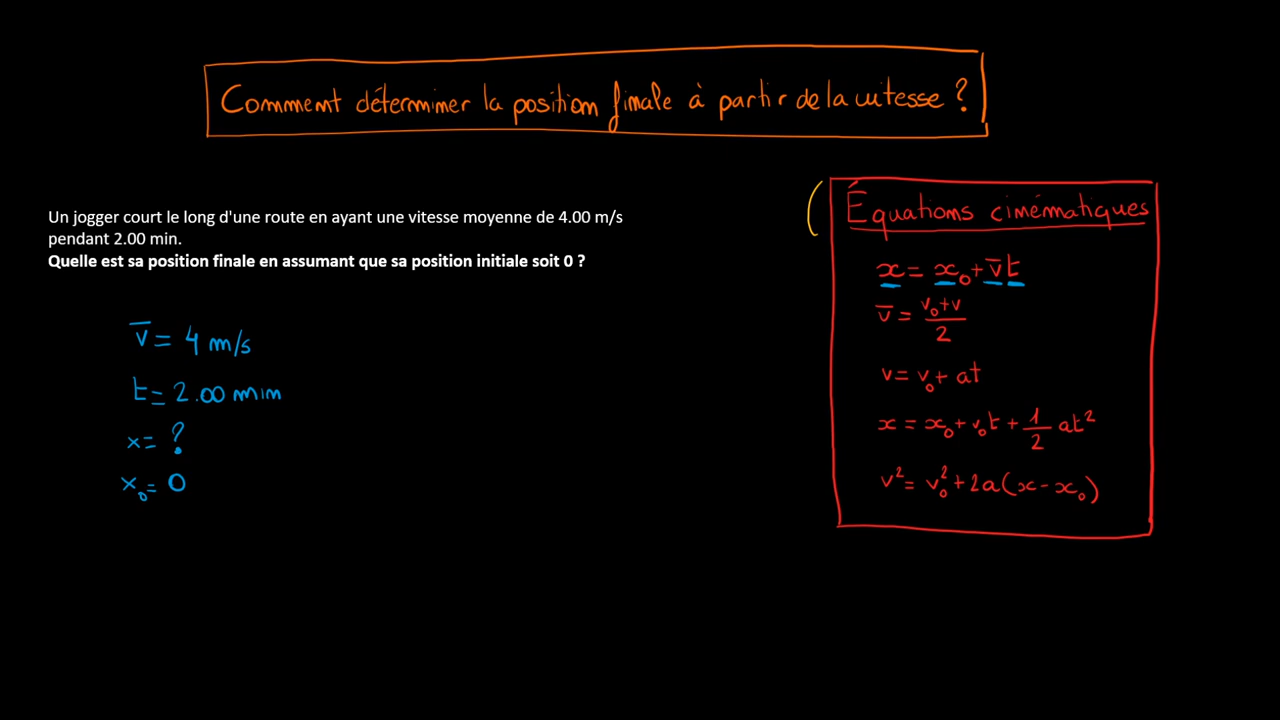 Comment déterminer la position finale à partir de la vitesse ?
Un jogger court le long d'une route en ayant une vitesse moyenne de 4.00 m/s
pendant 2.00 min.
Quelle est sa position finale en assumant que sa position initiale soit 0 ?
v̅ = 4 m/s
t = 2.00 min
x = ?
x₀ = 0
Équations cinématiques
x = x₀ + v̅t
v̅ = (v₀+v)/2
v = v₀ + at
x = x₀ + v₀t + 1/2 at²
v² = v₀² + 2a(x - x₀)